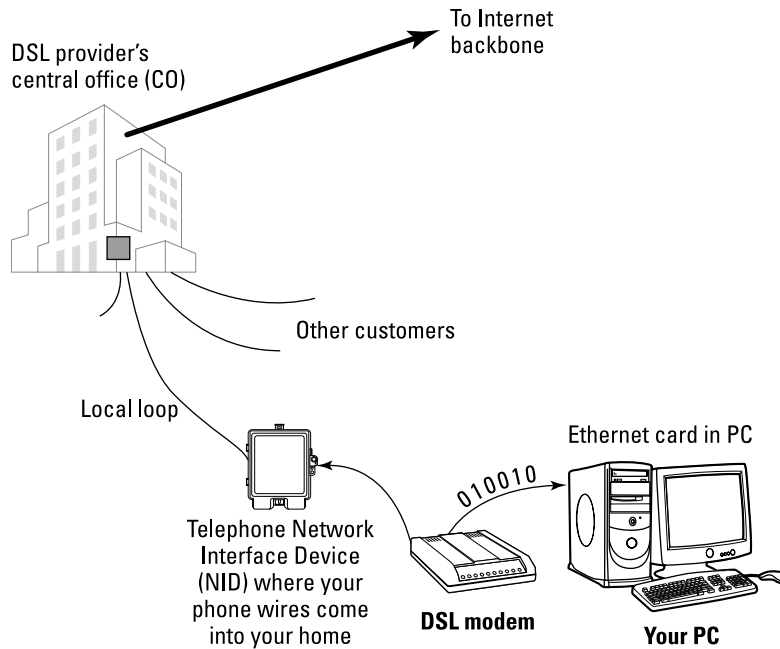 To Internet
backbone
DSL provider's
central office (CO)
Other customers
Local loop
Ethernet card in PC
010010
Telephone Network
Interface Device
(NID) where your
phone wires come
into your home
DSL modem
Your PC